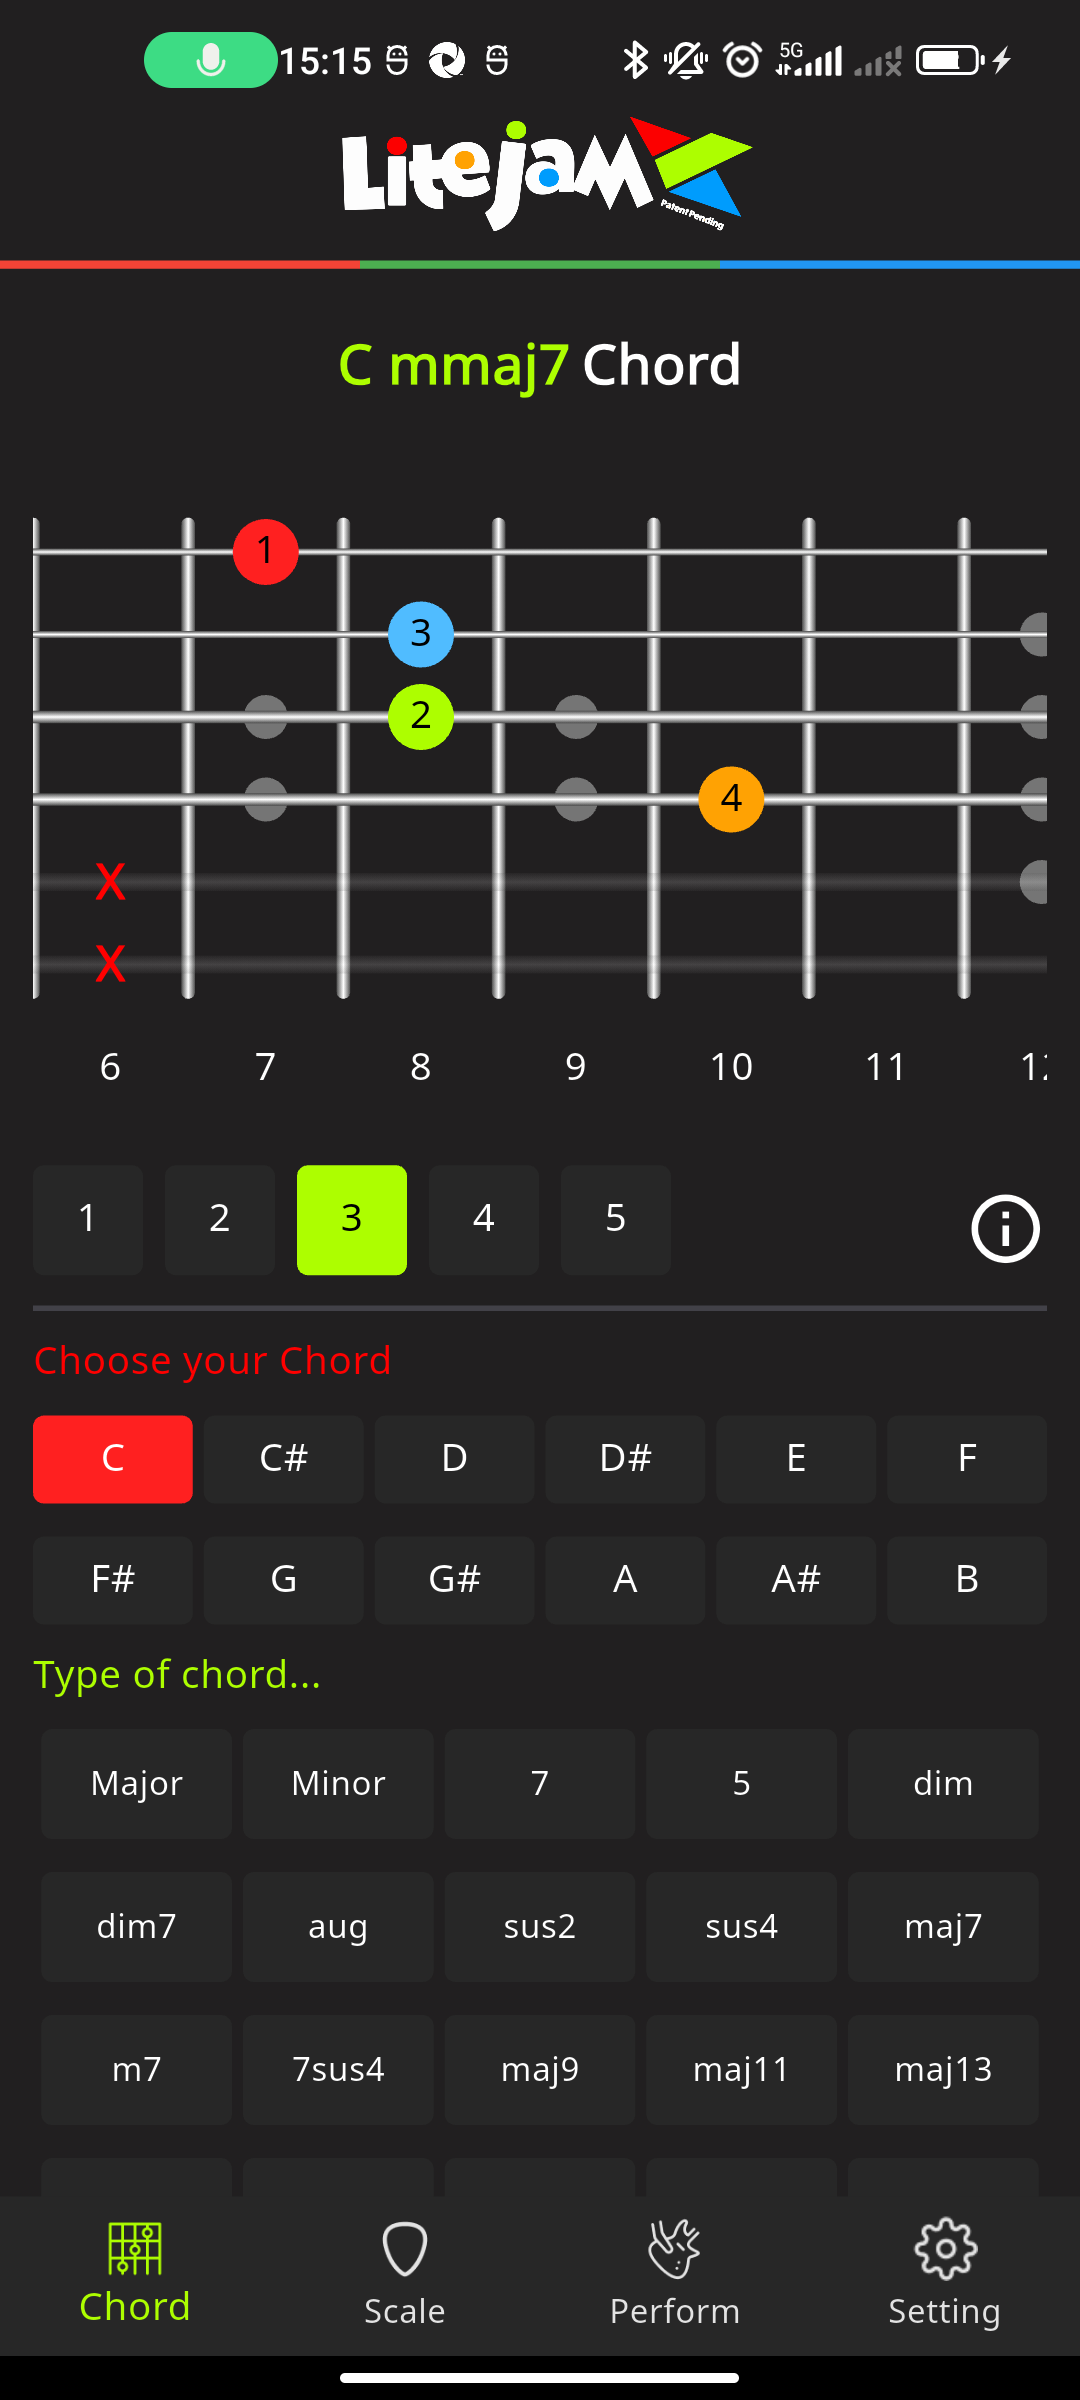 15:15 5G
Litejam
Patent Pending
C mmaj7 Chord
1
3
2
4
X
X
6 7 8 9 10 11 12
1 2 3 4 5
Choose your Chord
C C# D D# E F
F# G G# A A# B
Type of chord...
Major Minor 7 5 dim
dim7 aug sus2 sus4 maj7
m7 7sus4 maj9 maj11 maj13
Chord Scale Perform Setting